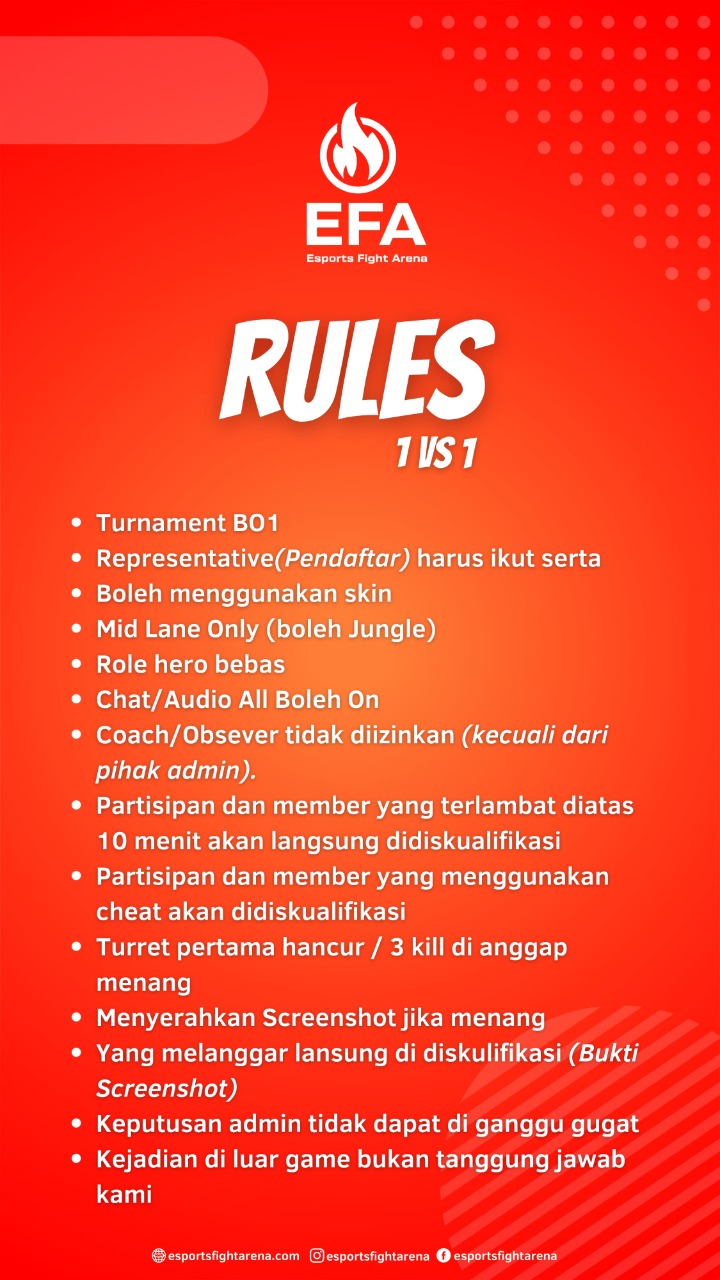 EFA
Esports Fight Arena
RULES
1 VS 1
• Turnament BO1
• Representative(Pendaftar) harus ikut serta
• Boleh menggunakan skin
• Mid Lane Only (boleh Jungle)
• Role hero bebas
• Chat/Audio All Boleh On
• Coach/Obsever tidak diizinkan (kecuali dari
pihak admin).
• Partisipan dan member yang terlambat diatas
10 menit akan langsung didiskualifikasi
• Partisipan dan member yang menggunakan
cheat akan didiskualifikasi
• Turret pertama hancur / 3 kill di anggap
menang
• Menyerahkan Screenshot jika menang
• Yang melanggar lansung di diskulifikasi (Bukti
Screenshot)
• Keputusan admin tidak dapat di ganggu gugat
• Kejadian di luar game bukan tanggung jawab
kami
esportsfightarena.com esportsfightarena esportsfightarena